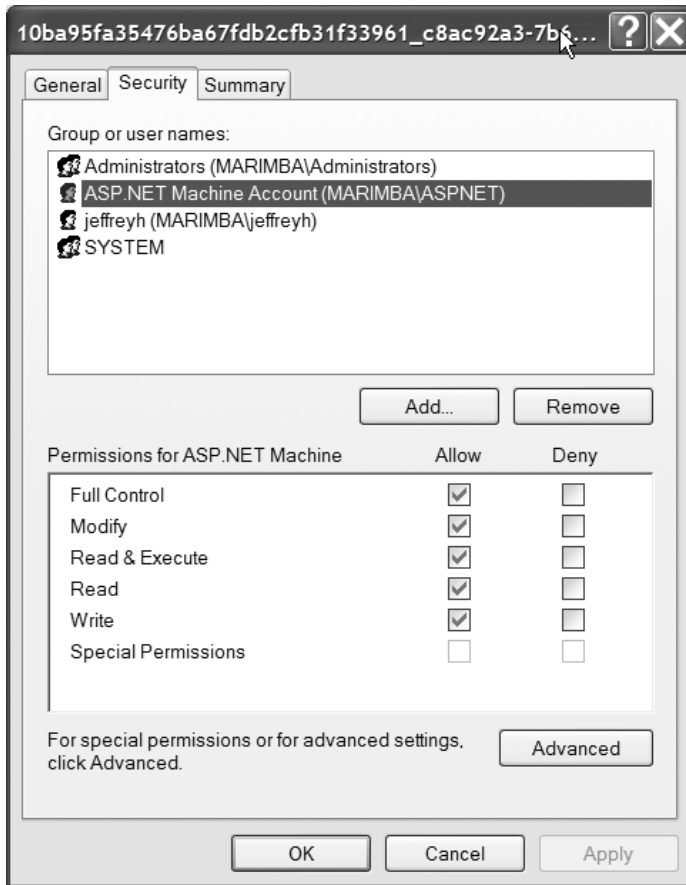 10ba95fa35476ba67fdb2cfb31f33961_c8ac92a3-7b6... ? X
General Security Summary
Group or user names:
Administrators (MARIMBA\Administrators)
ASP.NET Machine Account (MARIMBA\ASPNET)
jeffreyh (MARIMBA\jeffreyh)
SYSTEM
Add... Remove
Permissions for ASP.NET Machine Allow Deny
Full Control
Modify
Read & Execute
Read
Write
Special Permissions
For special permissions or for advanced settings,
click Advanced.
Advanced
OK Cancel Apply